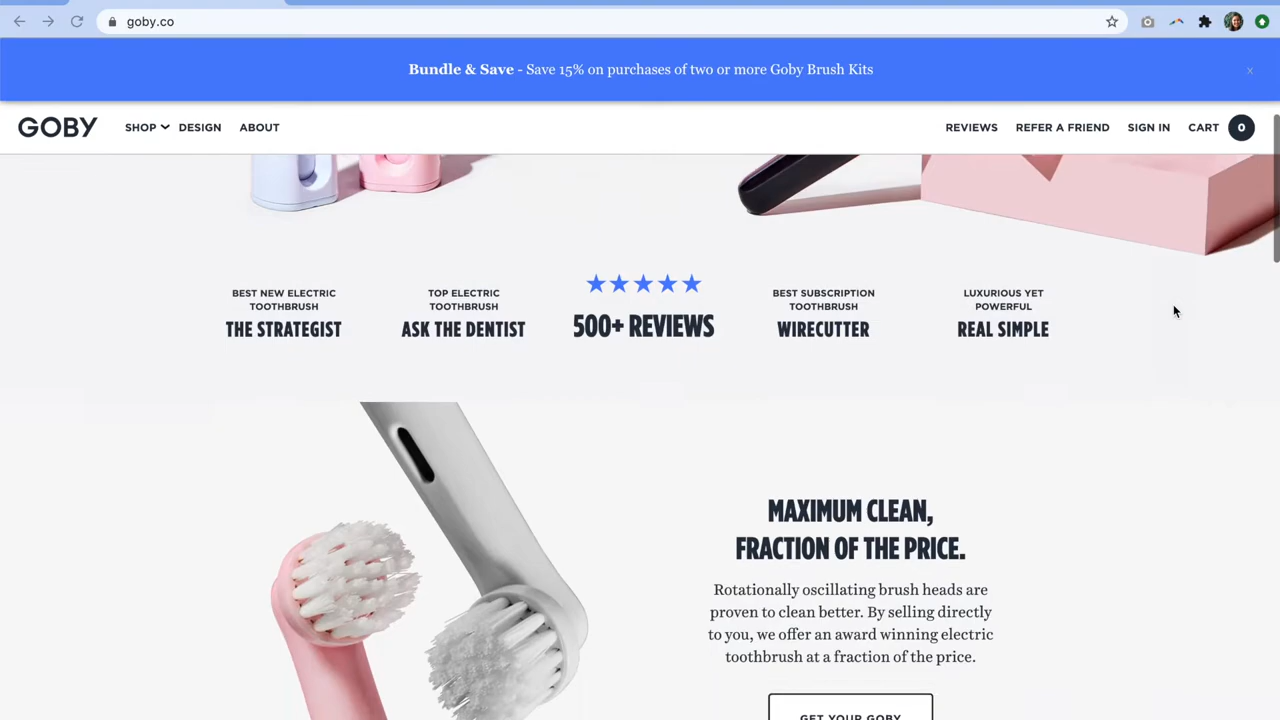 goby.co
Bundle & Save - Save 15% on purchases of two or more Goby Brush Kits
x
GOBY
SHOP DESIGN ABOUT
REVIEWS REFER A FRIEND SIGN IN CART 0
BEST NEW ELECTRIC
TOOTHBRUSH
THE STRATEGIST
TOP ELECTRIC
TOOTHBRUSH
ASK THE DENTIST
500+ REVIEWS
BEST SUBSCRIPTION
TOOTHBRUSH
WIRECUTTER
LUXURIOUS YET
POWERFUL
REAL SIMPLE
MAXIMUM CLEAN,
FRACTION OF THE PRICE.
Rotationally oscillating brush heads are
proven to clean better. By selling directly
to you, we offer an award winning electric
toothbrush at a fraction of the price.
GET YOUR GOBY